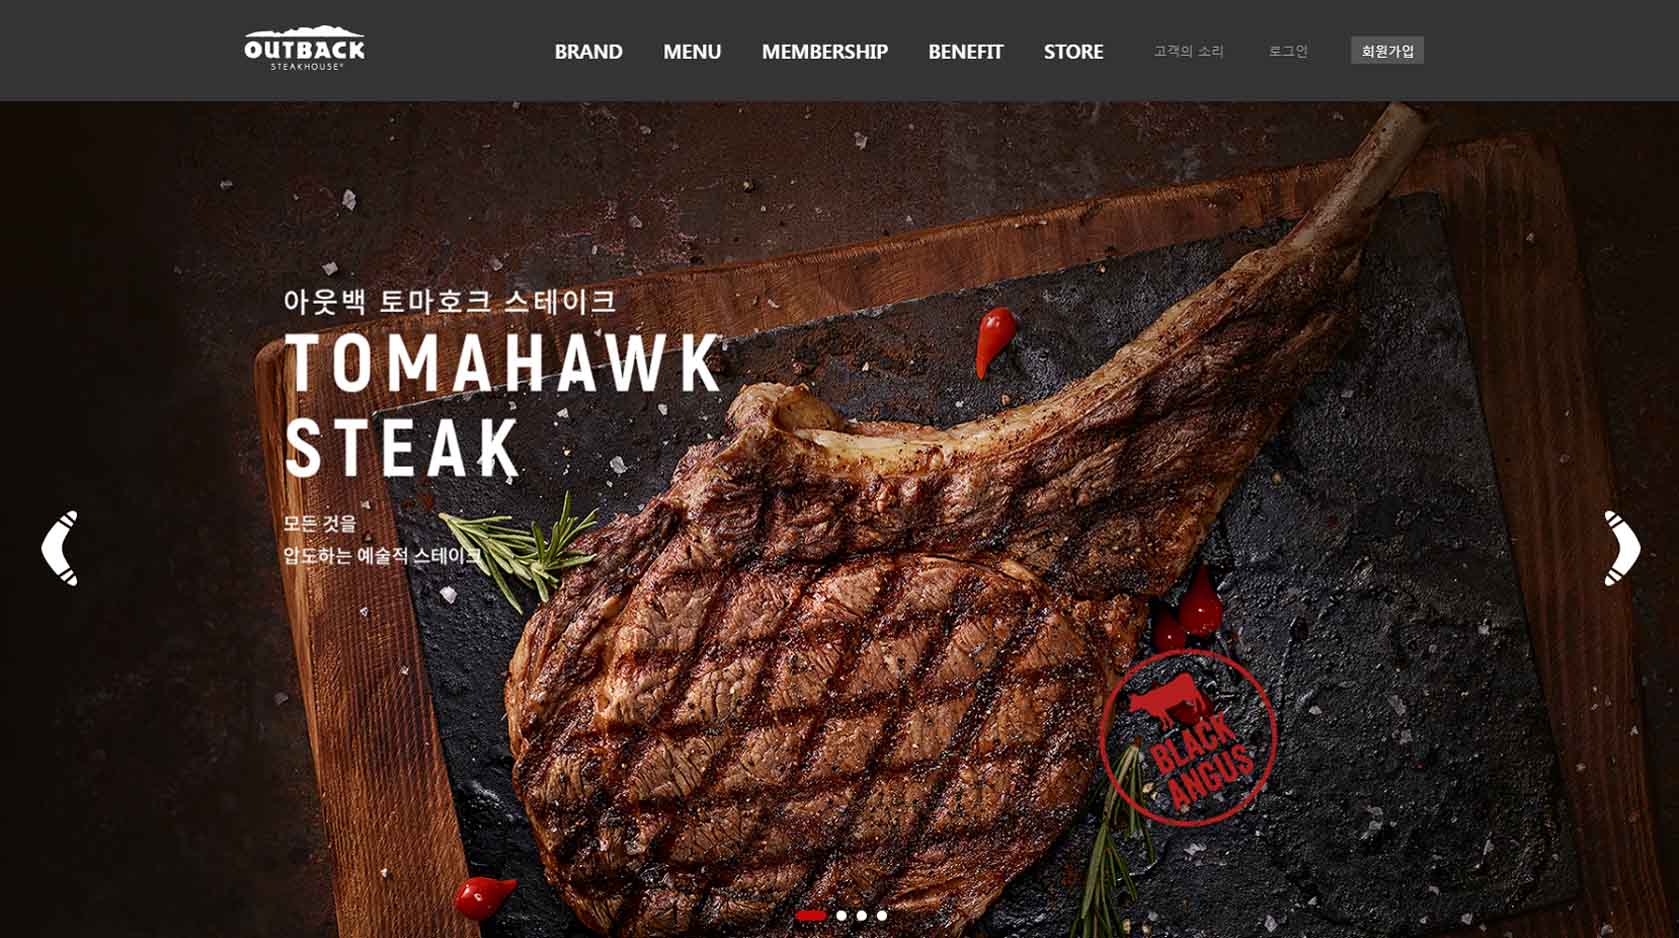 OUTBACK
STEAKHOUSE®
BRAND MENU MEMBERSHIP BENEFIT STORE 고객의 소리 로그인 회원가입
아웃백 토마호크 스테이크
TOMAHAWK
STEAK
모든 것을
압도하는 예술적 스테이크
BLACK
ANGUS